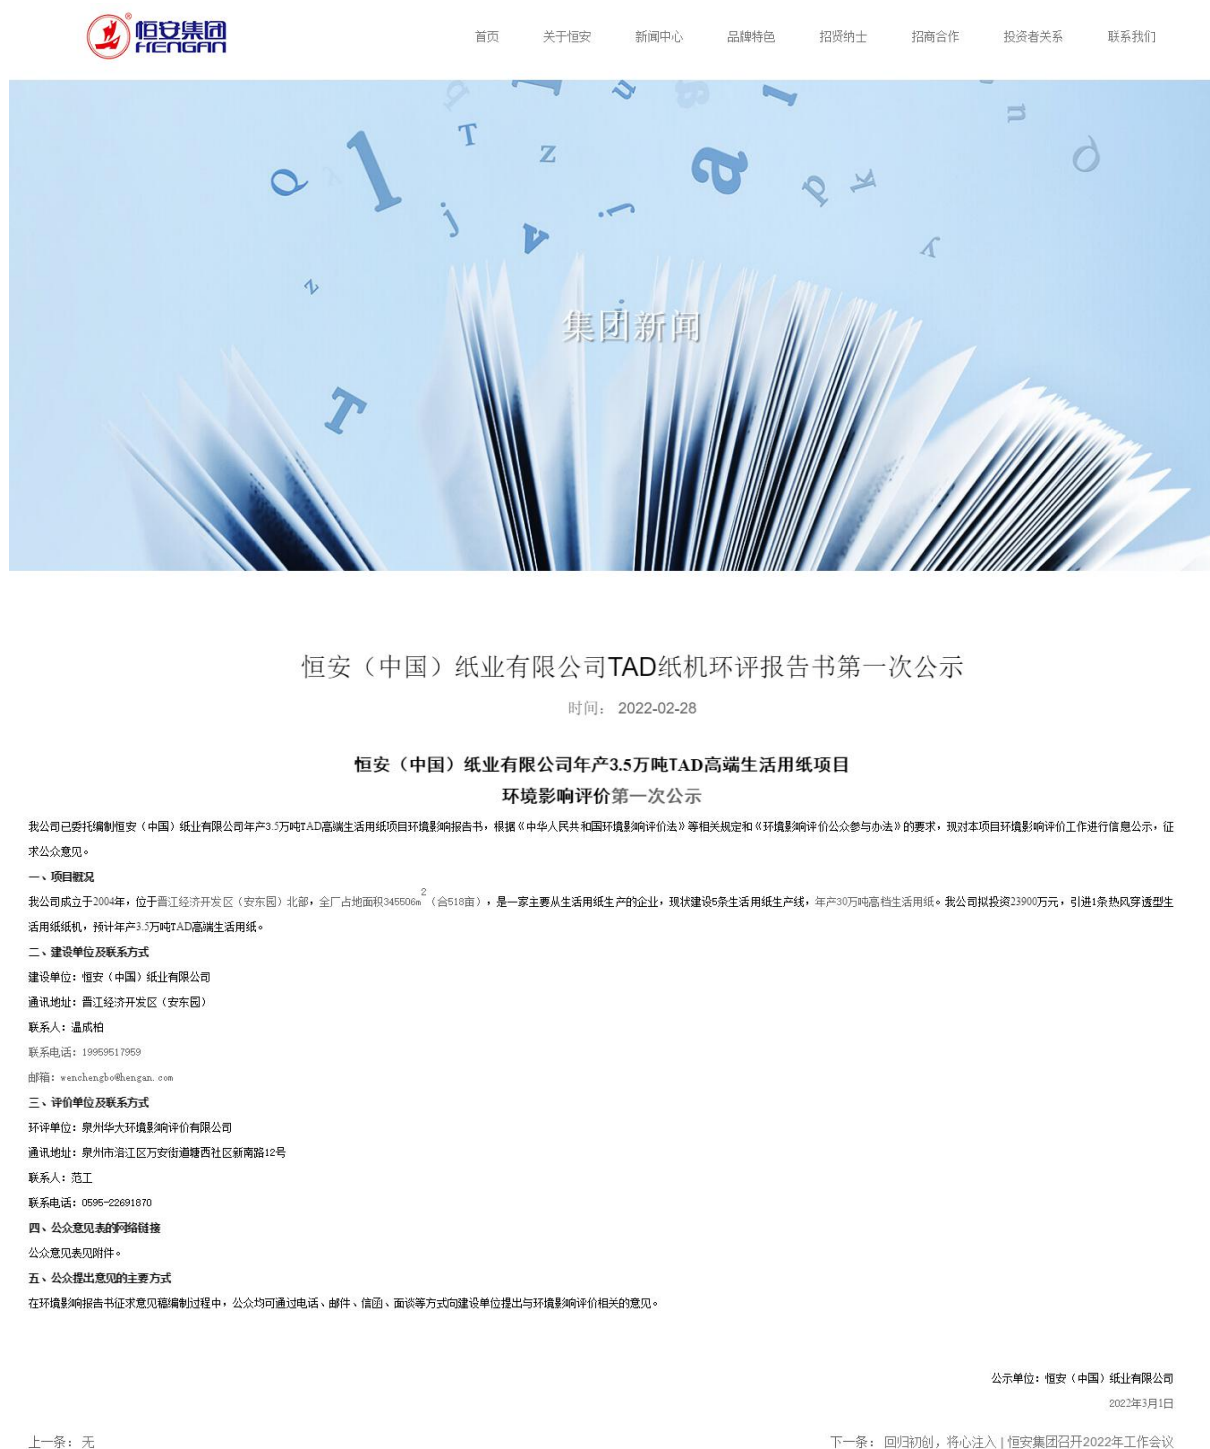 恒安集团
HENGAN
首页 关于恒安 新闻中心 品牌特色 招贤纳士 招商合作 投资者关系 联系我们
集团新闻
恒安（中国）纸业有限公司TAD纸机环评报告书第一次公示
时间： 2022-02-28
恒安（中国）纸业有限公司年产3.5万吨TAD高端生活用纸项目
环境影响评价第一次公示
我公司已委托编制恒安（中国）纸业有限公司年产3.5万吨TAD高端生活用纸项目环境影响报告书，根据《中华人民共和国环境影响评价法》等相关规定和《环境影响评价公众参与办法》的要求，现对本项目环境影响评价工作进行信息公示，征
求公众意见。
一、项目概况
我公司成立于2004年，位于晋江经济开发区（安东园）北部，全厂占地面积345506m2（合518亩），是一家主要从生活用纸生产的企业，现状建设5条生活用纸生产线，年产30万吨高档生活用纸。我公司拟投资23900万元，引进1条热风穿透型生
活用纸纸机，预计年产3.5万吨TAD高端生活用纸。
二、建设单位及联系方式
建设单位：恒安（中国）纸业有限公司
通讯地址：晋江经济开发区（安东园）
联系人：温成柏
联系电话：19959517959
邮箱：wenchengbo@hengan.com
三、评价单位及联系方式
环评单位：泉州华大环境影响评价有限公司
通讯地址：泉州市洛江区万安街道塘西社区新南路12号
联系人：范工
联系电话：0595-22691870
四、公众意见表的网络链接
公众意见表见附件。
五、公众提出意见的主要方式
在环境影响报告书征求意见稿编制过程中，公众均可通过电话、邮件、信函、面谈等方式向建设单位提出与环境影响评价相关的意见。
公示单位：恒安（中国）纸业有限公司
2022年3月1日
上一条： 无
下一条： 回归初创，将心注入 | 恒安集团召开2022年工作会议